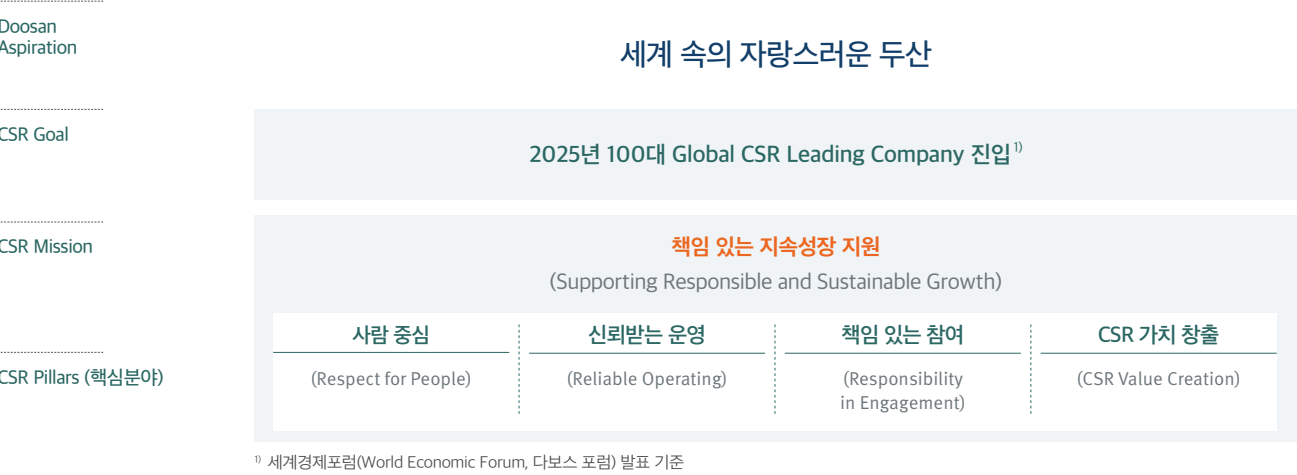 Doosan
Aspiration
세계 속의 자랑스러운 두산
CSR Goal
2025년 100대 Global CSR Leading Company 진입 1)
CSR Mission
책임 있는 지속성장 지원
(Supporting Responsible and Sustainable Growth)
CSR Pillars (핵심분야)
사람 중심
(Respect for People)
신뢰받는 운영
(Reliable Operating)
책임 있는 참여
(Responsibility
in Engagement)
CSR 가치 창출
(CSR Value Creation)
1) 세계경제포럼(World Economic Forum, 다보스 포럼) 발표 기준